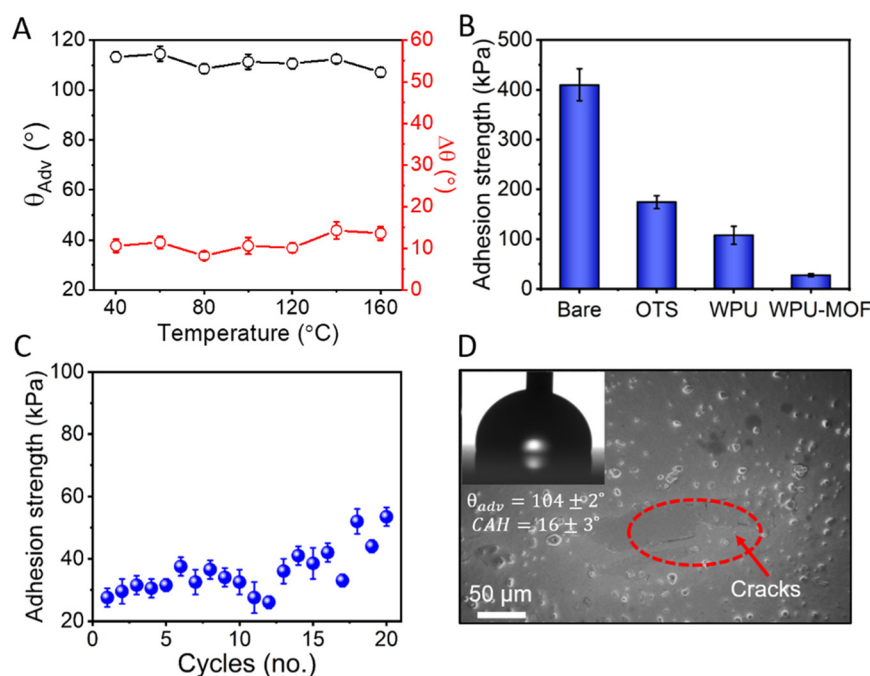 A
120
100
80
60
40
20
θAdv (°)
60
50
40
30
20
10
0
Δθ (°)
40
80
120
160
Temperature (°C)
B
500
400
300
200
100
0
Adhesion strength (kPa)
Bare
OTS
WPU
WPU-MOF
C
100
80
60
40
20
Adhesion strength (kPa)
0
5
10
15
20
Cycles (no.)
D
θadv = 104 ± 2°
CAH = 16 ± 3°
Cracks
50 μm